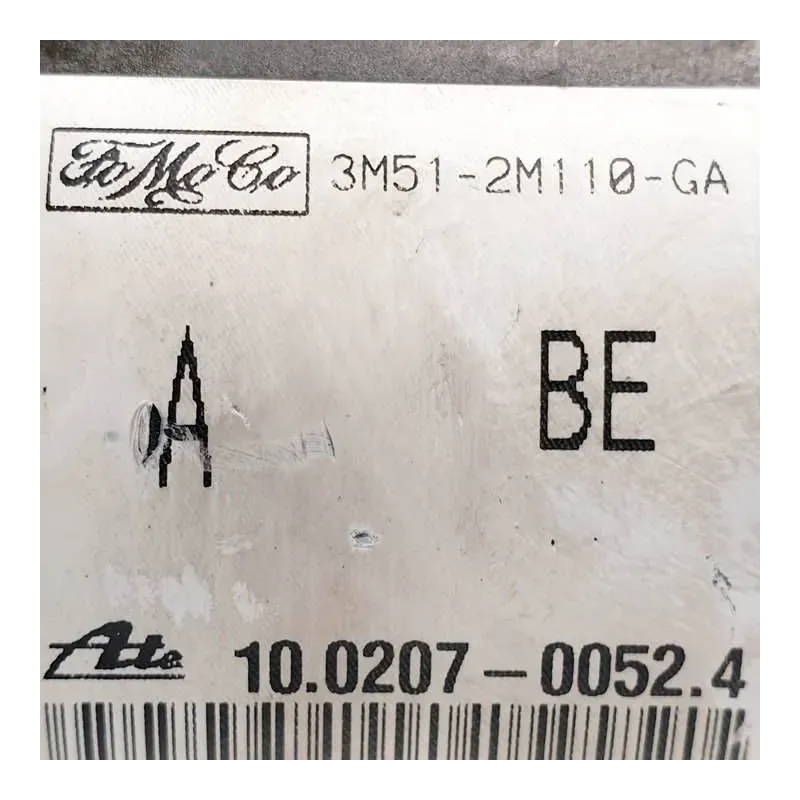 FoMoCo 3M51-2M110-GA
A BE
Ate 10.0207-0052.4